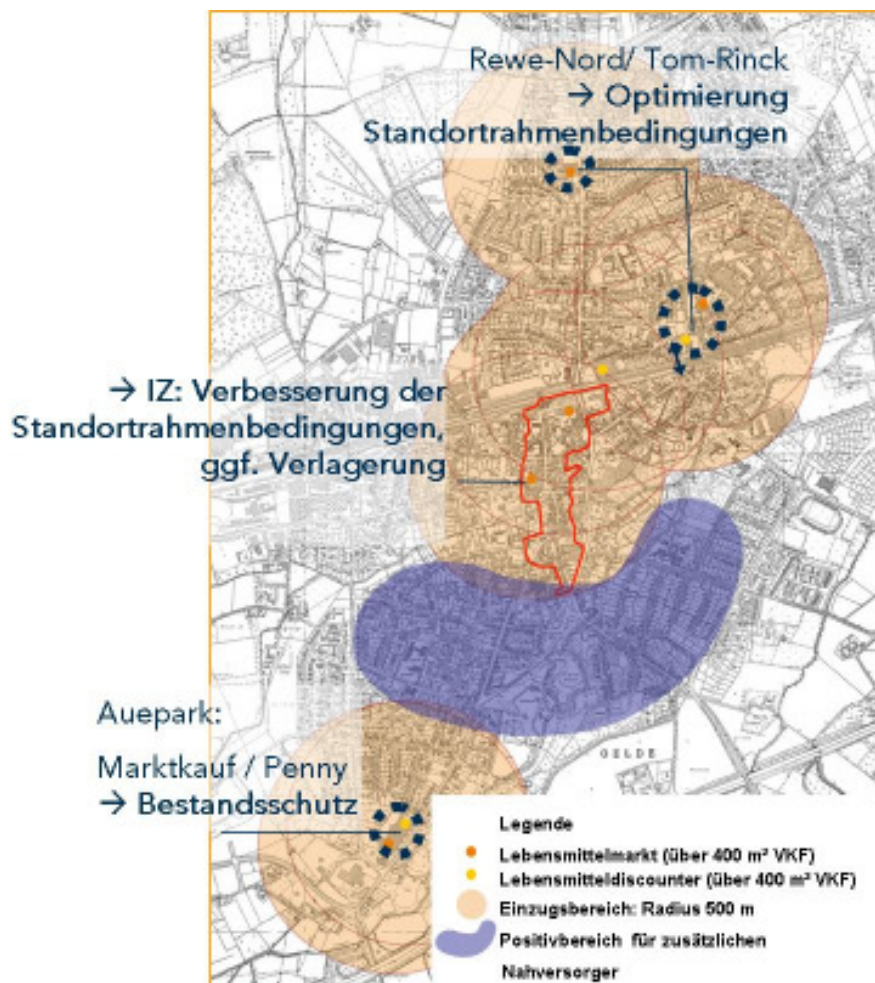 Rewe-Nord/ Tom-Rinck
→ Optimierung
Standortrahmenbedingungen
→ IZ: Verbesserung der
Standortrahmenbedingungen,
ggf. Verlagerung
Auepark:
Marktkauf / Penny
→ Bestandsschutz
OELDE
Legende
Lebensmittelmarkt (über 400 m² VKF)
Lebensmitteldiscounter (über 400 m² VKF)
Einzugsbereich: Radius 500 m
Positivbereich für zusätzlichen
Nahversorger